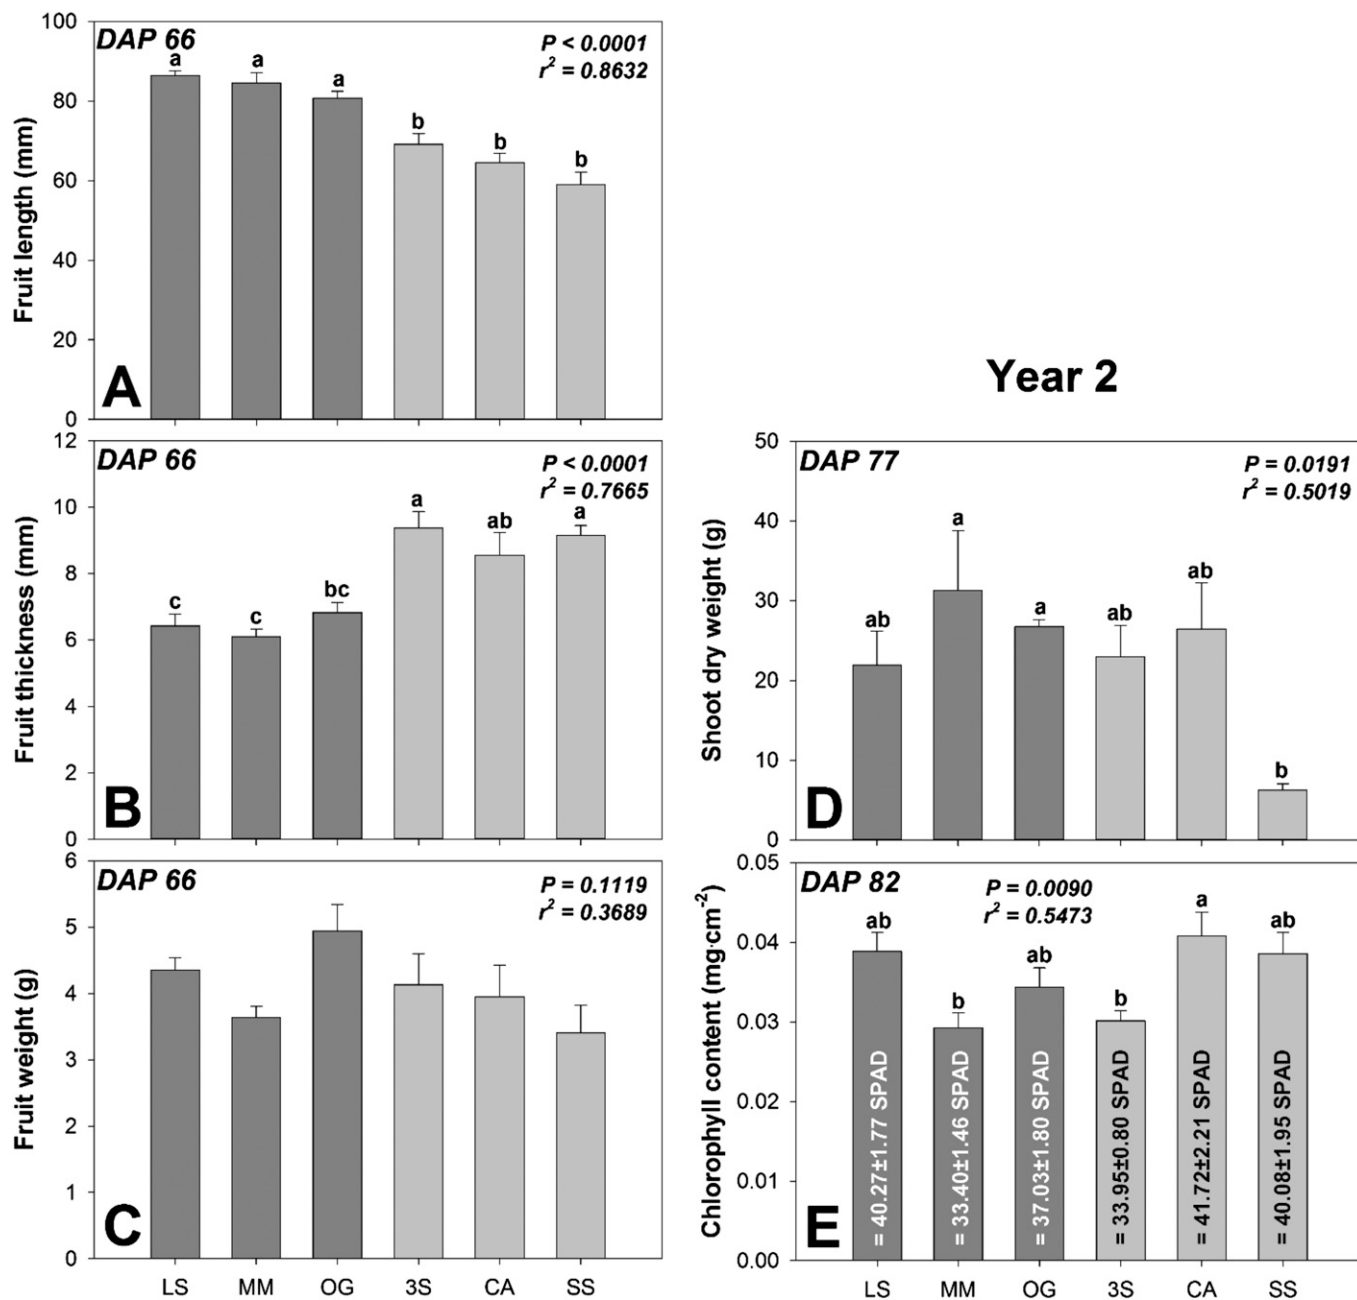 DAP 66
P < 0.0001
r² = 0.8632
100
80
60
40
20
0
Fruit length (mm)
a a a b b b
A
DAP 66
P < 0.0001
r² = 0.7665
12
10
8
6
4
2
0
Fruit thickness (mm)
c c bc a ab a
B
DAP 66
P = 0.1119
r² = 0.3689
6
5
4
3
2
1
0
Fruit weight (g)
C
LS MM OG 3S CA SS
Year 2
DAP 77
P = 0.0191
r² = 0.5019
50
40
30
20
10
0
Shoot dry weight (g)
ab a a ab ab b
D
DAP 82
P = 0.0090
r² = 0.5473
0.05
0.04
0.03
0.02
0.01
0.00
Chlorophyll content (mg·cm⁻²)
ab b ab b a ab
= 40.27±1.77 SPAD
= 33.40±1.46 SPAD
= 37.03±1.80 SPAD
= 33.95±0.80 SPAD
= 41.72±2.21 SPAD
= 40.08±1.95 SPAD
E
LS MM OG 3S CA SS